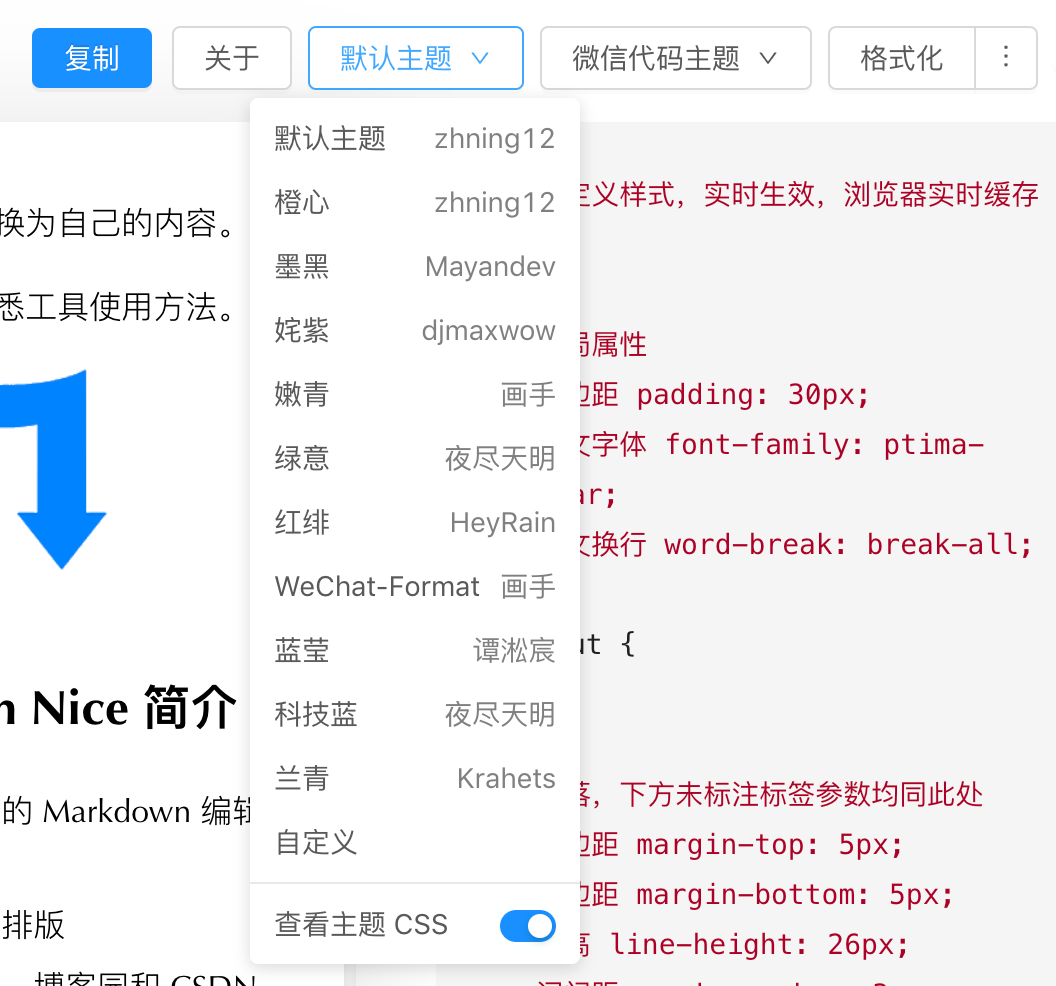 复制
关于
默认主题
微信代码主题
格式化
默认主题 zhning12
橙心 zhning12
墨黑 Mayandev
姹紫 djmaxwow
嫩青 画手
绿意 夜尽天明
红绯 HeyRain
WeChat-Format 画手
蓝莹 谭淞宸
科技蓝 夜尽天明
兰青 Krahets
自定义
查看主题 CSS
换为自己的内容。
悉工具使用方法。
Nice 简介
的 Markdown 编辑
排版
博客园和 CSDN
定义样式，实时生效，浏览器实时缓存
局属性
边距 padding: 30px;
文字体 font-family: ptima-
ar;
文换行 word-break: break-all;
ut {
落，下方未标注标签参数均同此处
边距 margin-top: 5px;
边距 margin-bottom: 5px;
高 line-height: 26px;